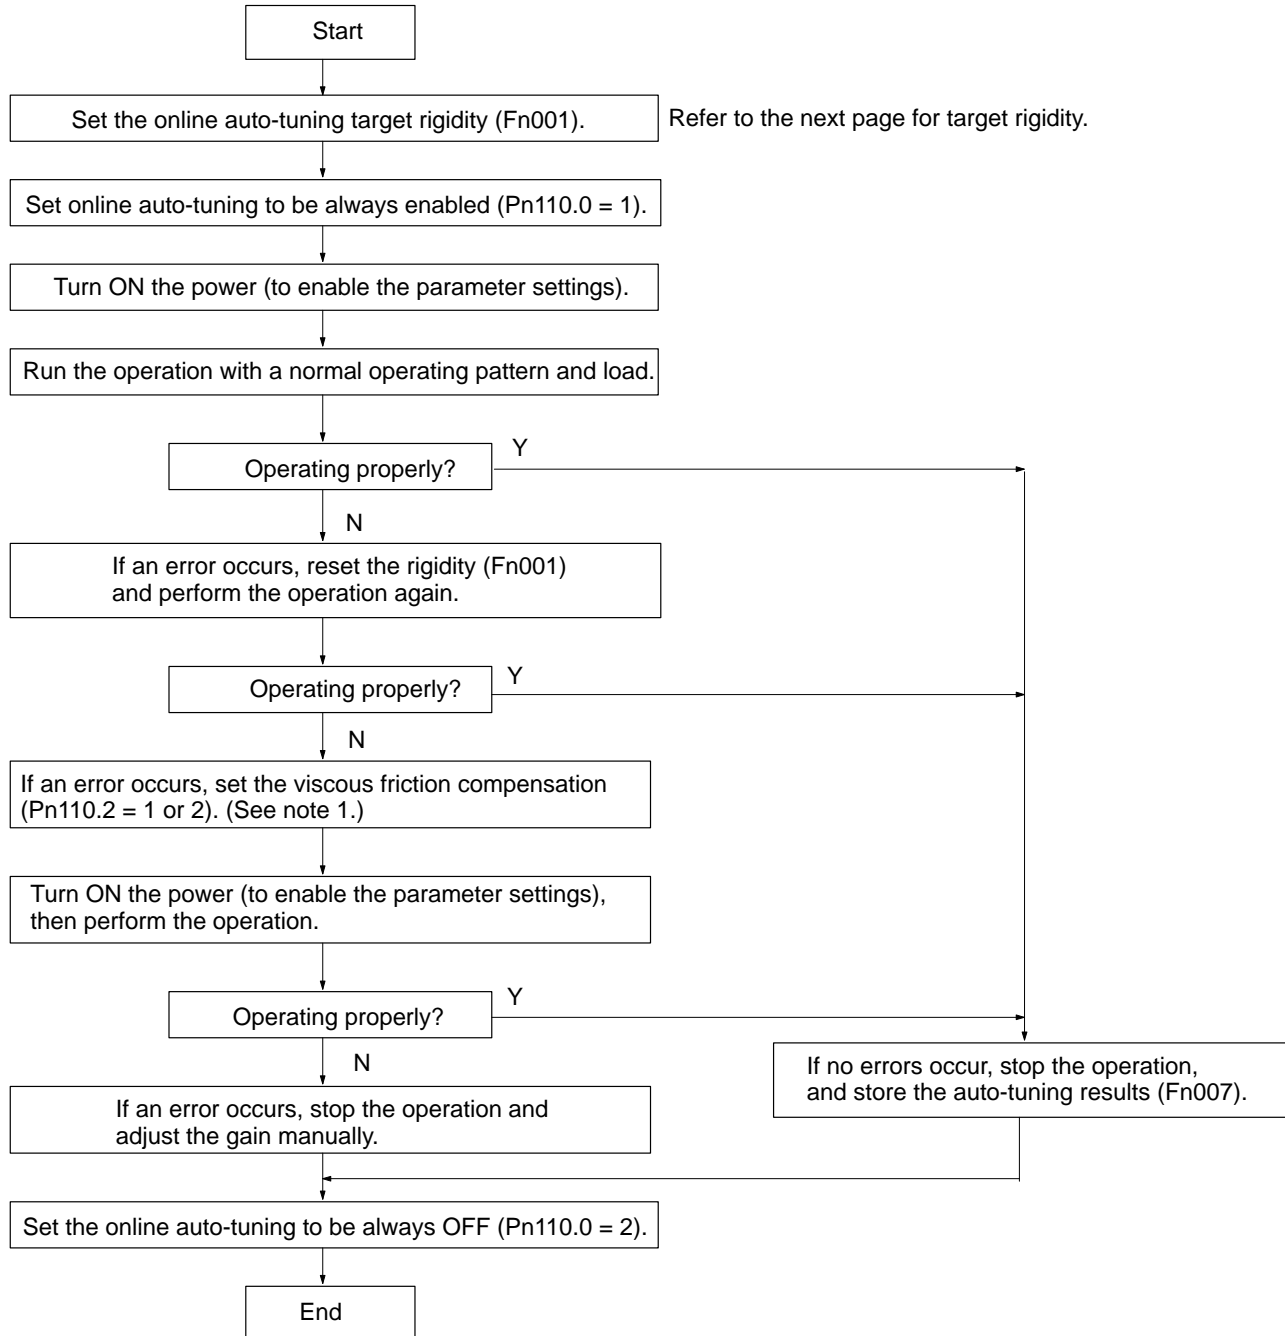 Start
Set the online auto-tuning target rigidity (Fn001).
Refer to the next page for target rigidity.
Set online auto-tuning to be always enabled (Pn110.0 = 1).
Turn ON the power (to enable the parameter settings).
Run the operation with a normal operating pattern and load.
Operating properly?
Y
N
If an error occurs, reset the rigidity (Fn001)
and perform the operation again.
Operating properly?
Y
N
If an error occurs, set the viscous friction compensation
(Pn110.2 = 1 or 2). (See note 1.)
Turn ON the power (to enable the parameter settings),
then perform the operation.
Operating properly?
Y
N
If no errors occur, stop the operation,
and store the auto-tuning results (Fn007).
If an error occurs, stop the operation and
adjust the gain manually.
Set the online auto-tuning to be always OFF (Pn110.0 = 2).
End